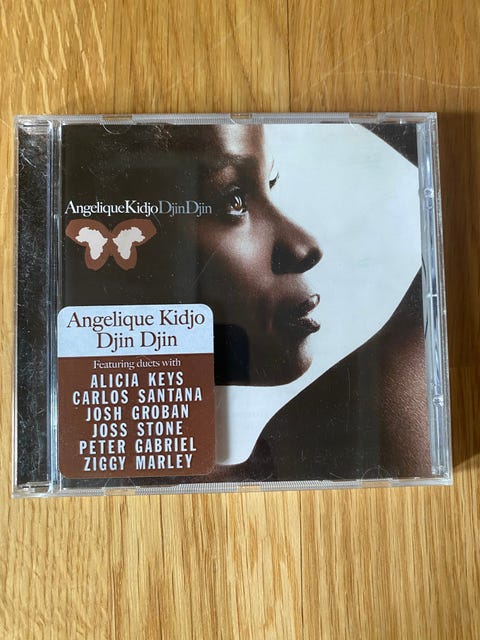 AngeliqueKidjoDjinDjin
Angelique Kidjo
Djin Djin
Featuring duets with
ALICIA KEYS
CARLOS SANTANA
JOSH GROBAN
JOSS STONE
PETER GABRIEL
ZIGGY MARLEY